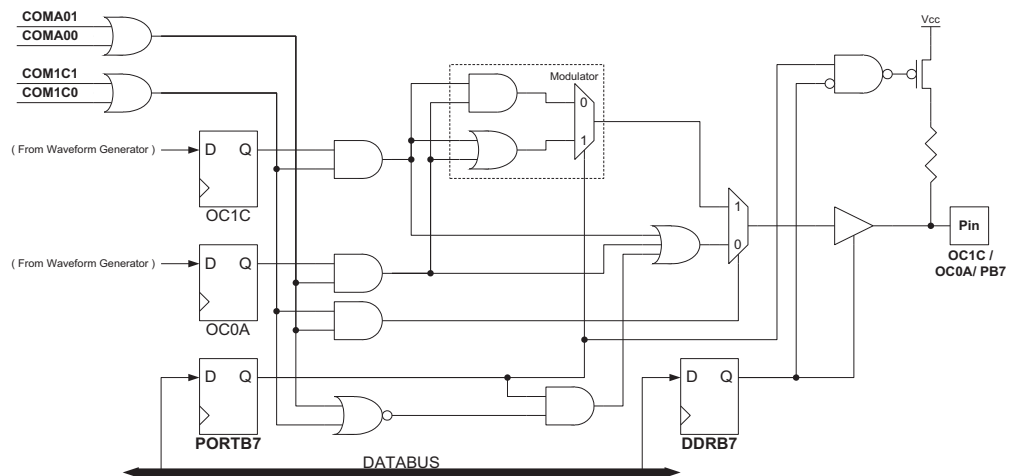 COMA01
COMA00
Vcc
COM1C1
COM1C0
Modulator
0
1
( From Waveform Generator )
D Q
OC1C
1
0
Pin
OC1C /
OC0A/ PB7
( From Waveform Generator )
D Q
OC0A
D Q
PORTB7
D Q
DDRB7
DATABUS